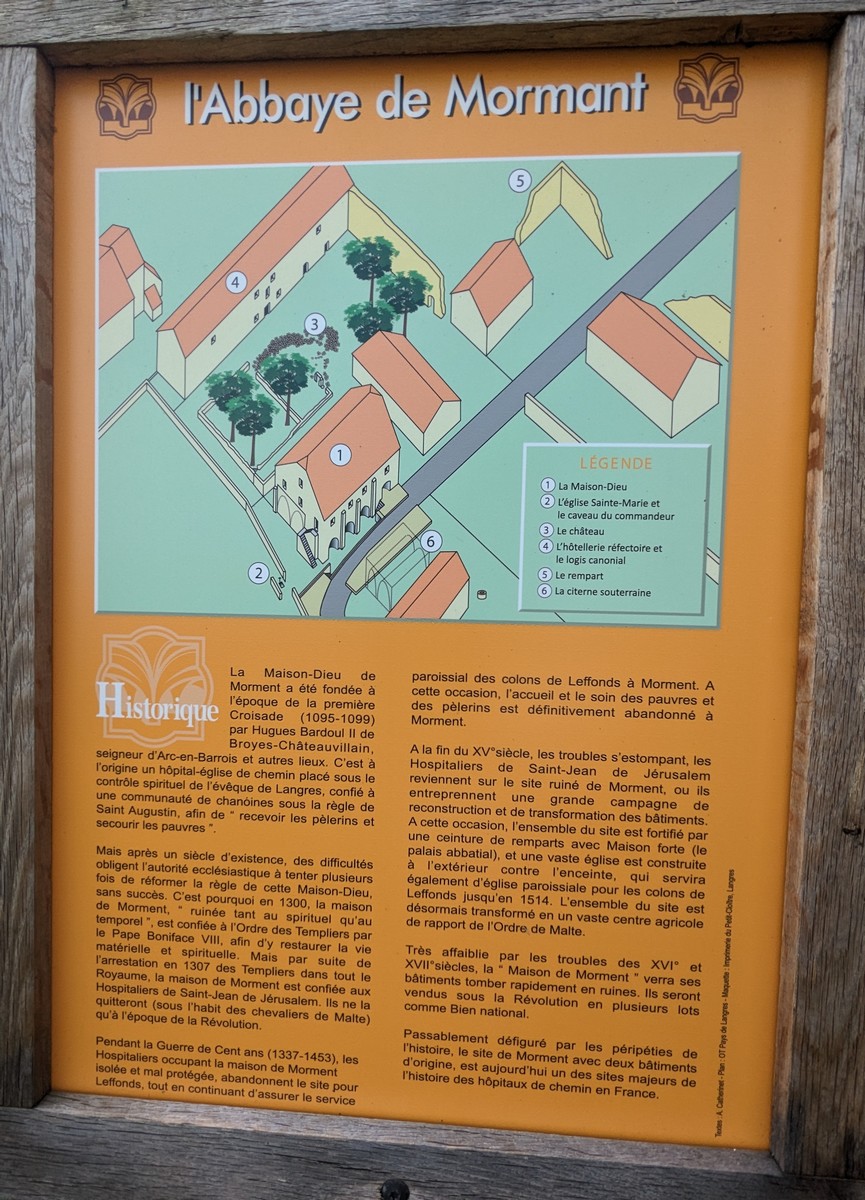 l'Abbaye de Mormant
5
4
3
1
2
6
LÉGENDE
1 La Maison-Dieu
2 L'église Sainte-Marie et
le caveau du commandeur
3 Le château
4 L'hôtellerie réfectoire et
le logis canonial
5 Le rempart
6 La citerne souterraine
Historique
La Maison-Dieu de
Morment a été fondée à
l'époque de la première
Croisade (1095-1099)
par Hugues Bardoul II de
Broyes-Châteauvillain,
seigneur d'Arc-en-Barrois et autres lieux. C'est à
l'origine un hôpital-église de chemin placé sous le
contrôle spirituel de l'évêque de Langres, confié à
une communauté de chanoines sous la règle de
Saint Augustin, afin de " recevoir les pèlerins et
secourir les pauvres ".
Mais après un siècle d'existence, des difficultés
obligent l'autorité ecclésiastique à tenter plusieurs
fois de réformer la règle de cette Maison-Dieu,
sans succès. C'est pourquoi en 1300, la maison
de Morment, " ruinée tant au spirituel qu'au
temporel ", est confiée à l'Ordre des Templiers par
le Pape Boniface VIII, afin d'y restaurer la vie
matérielle et spirituelle. Mais par suite de
l'arrestation en 1307 des Templiers dans tout le
Royaume, la maison de Morment est confiée aux
Hospitaliers de Saint-Jean de Jérusalem. Ils ne la
quitteront (sous l'habit des chevaliers de Malte)
qu'à l'époque de la Révolution.
Pendant la Guerre de Cent ans (1337-1453), les
Hospitaliers occupant la maison de Morment
isolée et mal protégée, abandonnent le site pour
Leffonds, tout en continuant d'assurer le service
paroissial des colons de Leffonds à Morment. A
cette occasion, l'accueil et le soin des pauvres et
des pèlerins est définitivement abandonné à
Morment.
A la fin du XV°siècle, les troubles s'estompant, les
Hospitaliers de Saint-Jean de Jérusalem
reviennent sur le site ruiné de Morment, ou ils
entreprennent une grande campagne de
reconstruction et de transformation des bâtiments.
A cette occasion, l'ensemble du site est fortifié par
une ceinture de remparts avec Maison forte (le
palais abbatial), et une vaste église est construite
à l'extérieur contre l'enceinte, qui servira
également d'église paroissiale pour les colons de
Leffonds jusqu'en 1514. L'ensemble du site est
désormais transformé en un vaste centre agricole
de rapport de l'Ordre de Malte.
Très affaiblie par les troubles des XVI° et
XVII°siècles, la " Maison de Morment " verra ses
bâtiments tomber rapidement en ruines. Ils seront
vendus sous la Révolution en plusieurs lots
comme Bien national.
Passablement défiguré par les péripéties de
l'histoire, le site de Morment avec deux bâtiments
d'origine, est aujourd'hui un des sites majeurs de
l'histoire des hôpitaux de chemin en France.
Textes : A. Catherinet - Plan : OT Pays de Langres - Maquette : Imprimerie du Petit-Cloître, Langres